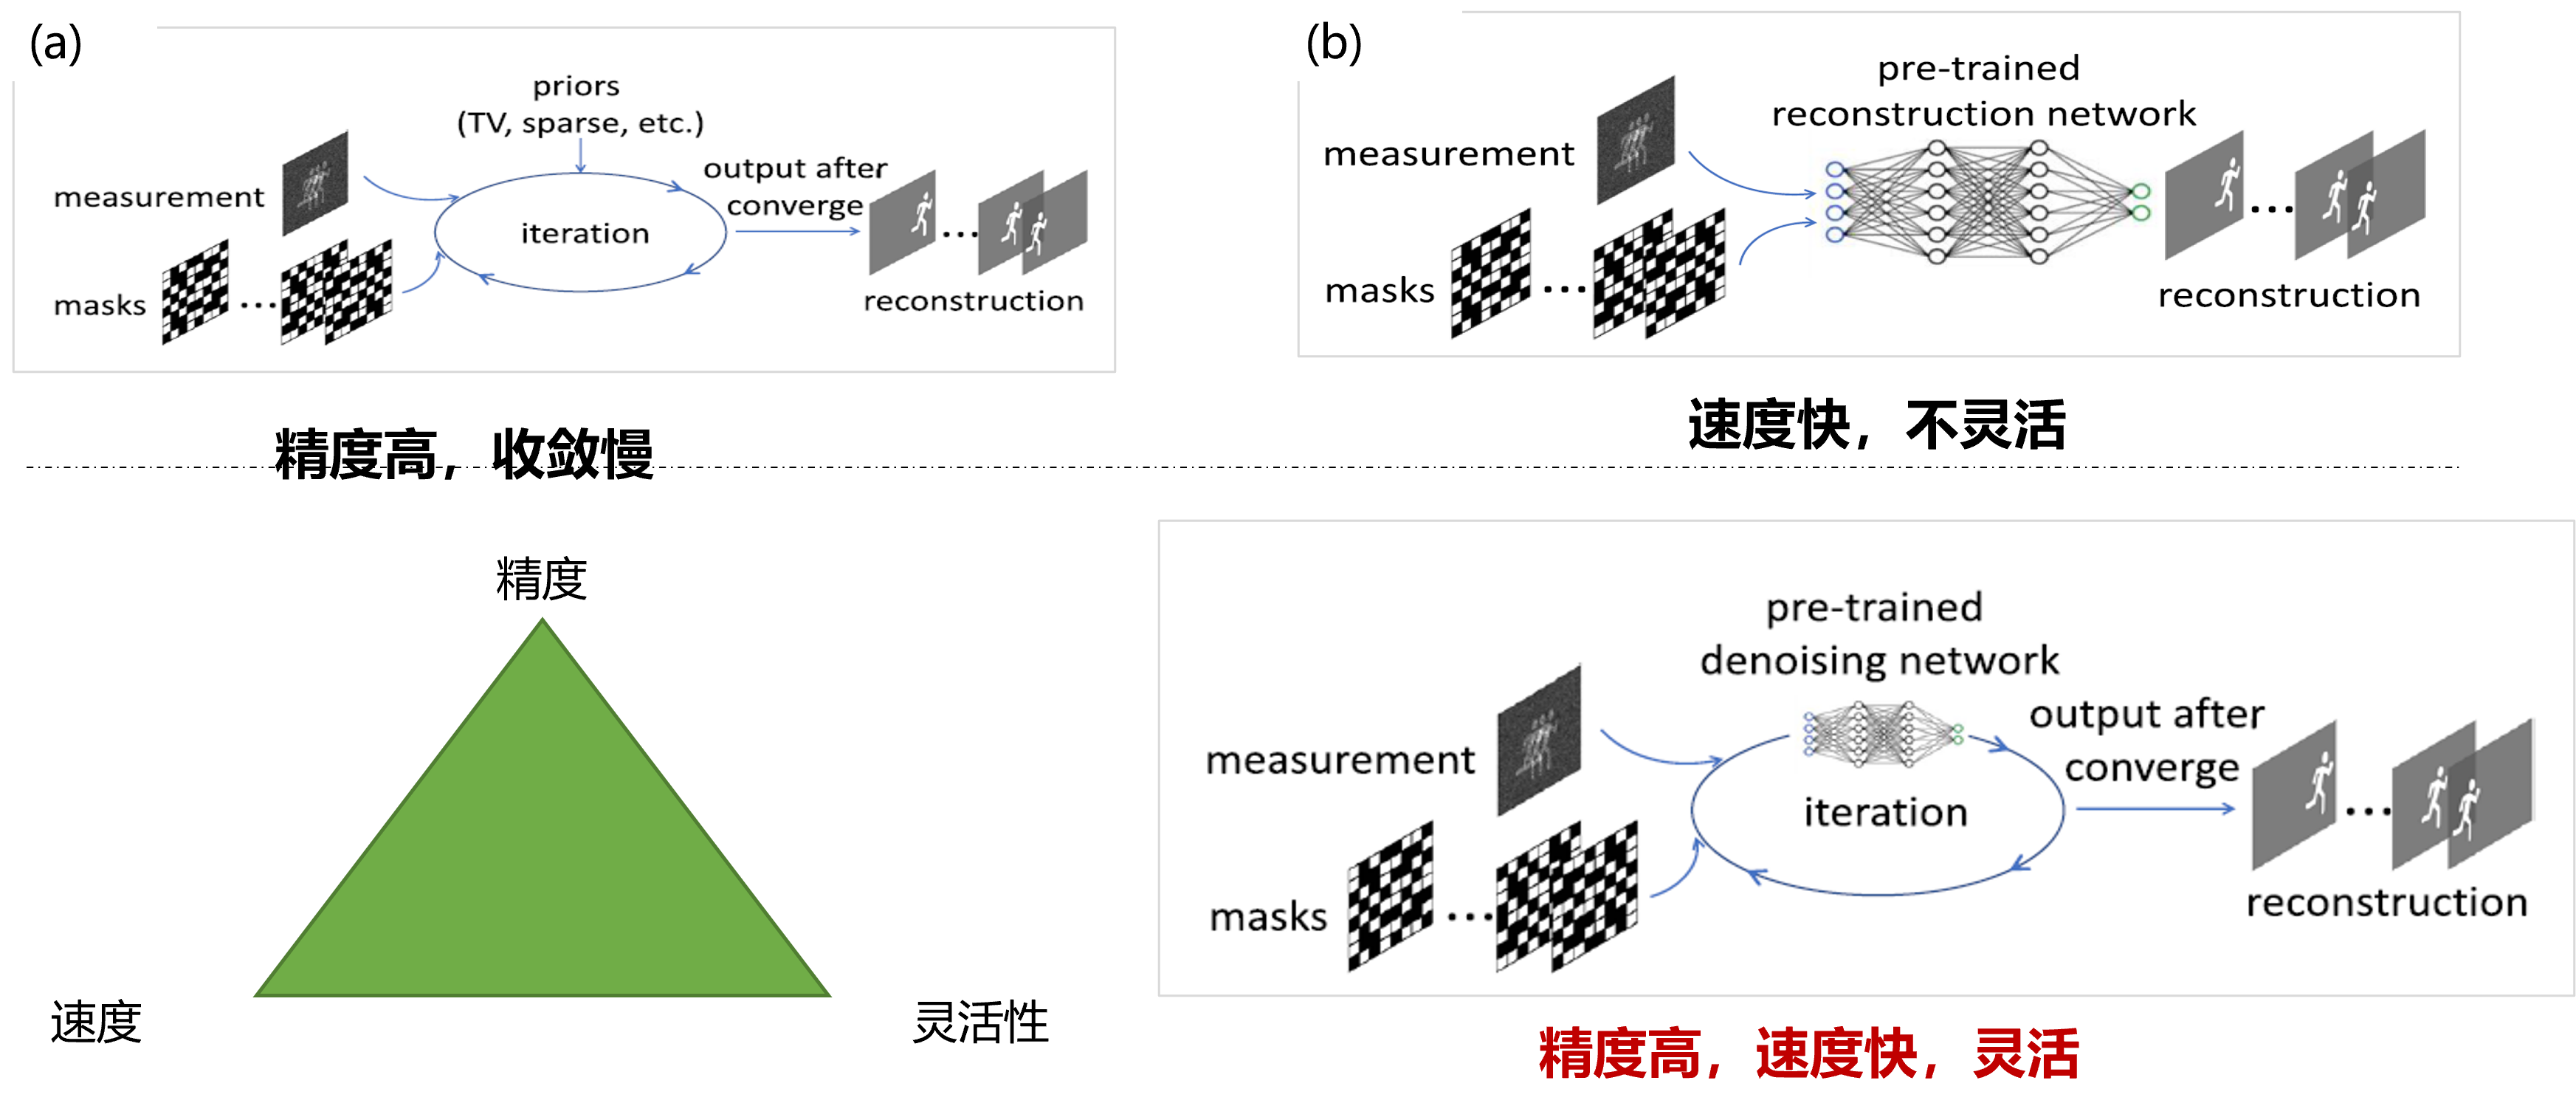 (a)
priors
(TV, sparse, etc.)
measurement
masks
...
iteration
output after
converge
...
reconstruction
精度高，收敛慢
(b)
pre-trained
reconstruction network
measurement
masks
...
...
reconstruction
速度快，不灵活
精度
速度
灵活性
pre-trained
denoising network
measurement
masks
...
iteration
output after
converge
...
reconstruction
精度高，速度快，灵活